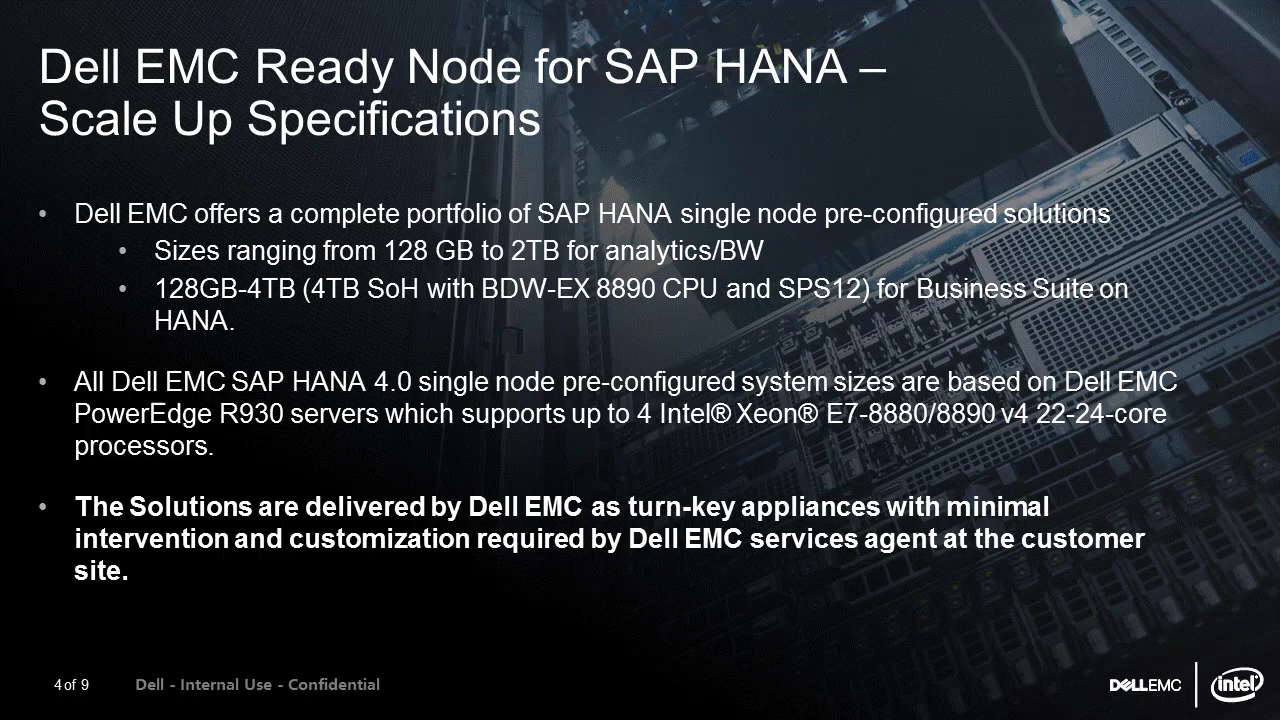 Dell EMC Ready Node for SAP HANA –
Scale Up Specifications
• Dell EMC offers a complete portfolio of SAP HANA single node pre-configured solutions
• Sizes ranging from 128 GB to 2TB for analytics/BW
• 128GB-4TB (4TB SoH with BDW-EX 8890 CPU and SPS12) for Business Suite on
HANA.
• All Dell EMC SAP HANA 4.0 single node pre-configured system sizes are based on Dell EMC
PowerEdge R930 servers which supports up to 4 Intel® Xeon® E7-8880/8890 v4 22-24-core
processors.
• The Solutions are delivered by Dell EMC as turn-key appliances with minimal
intervention and customization required by Dell EMC services agent at the customer
site.
4 of 9 Dell - Internal Use - Confidential
DELLEMC intel